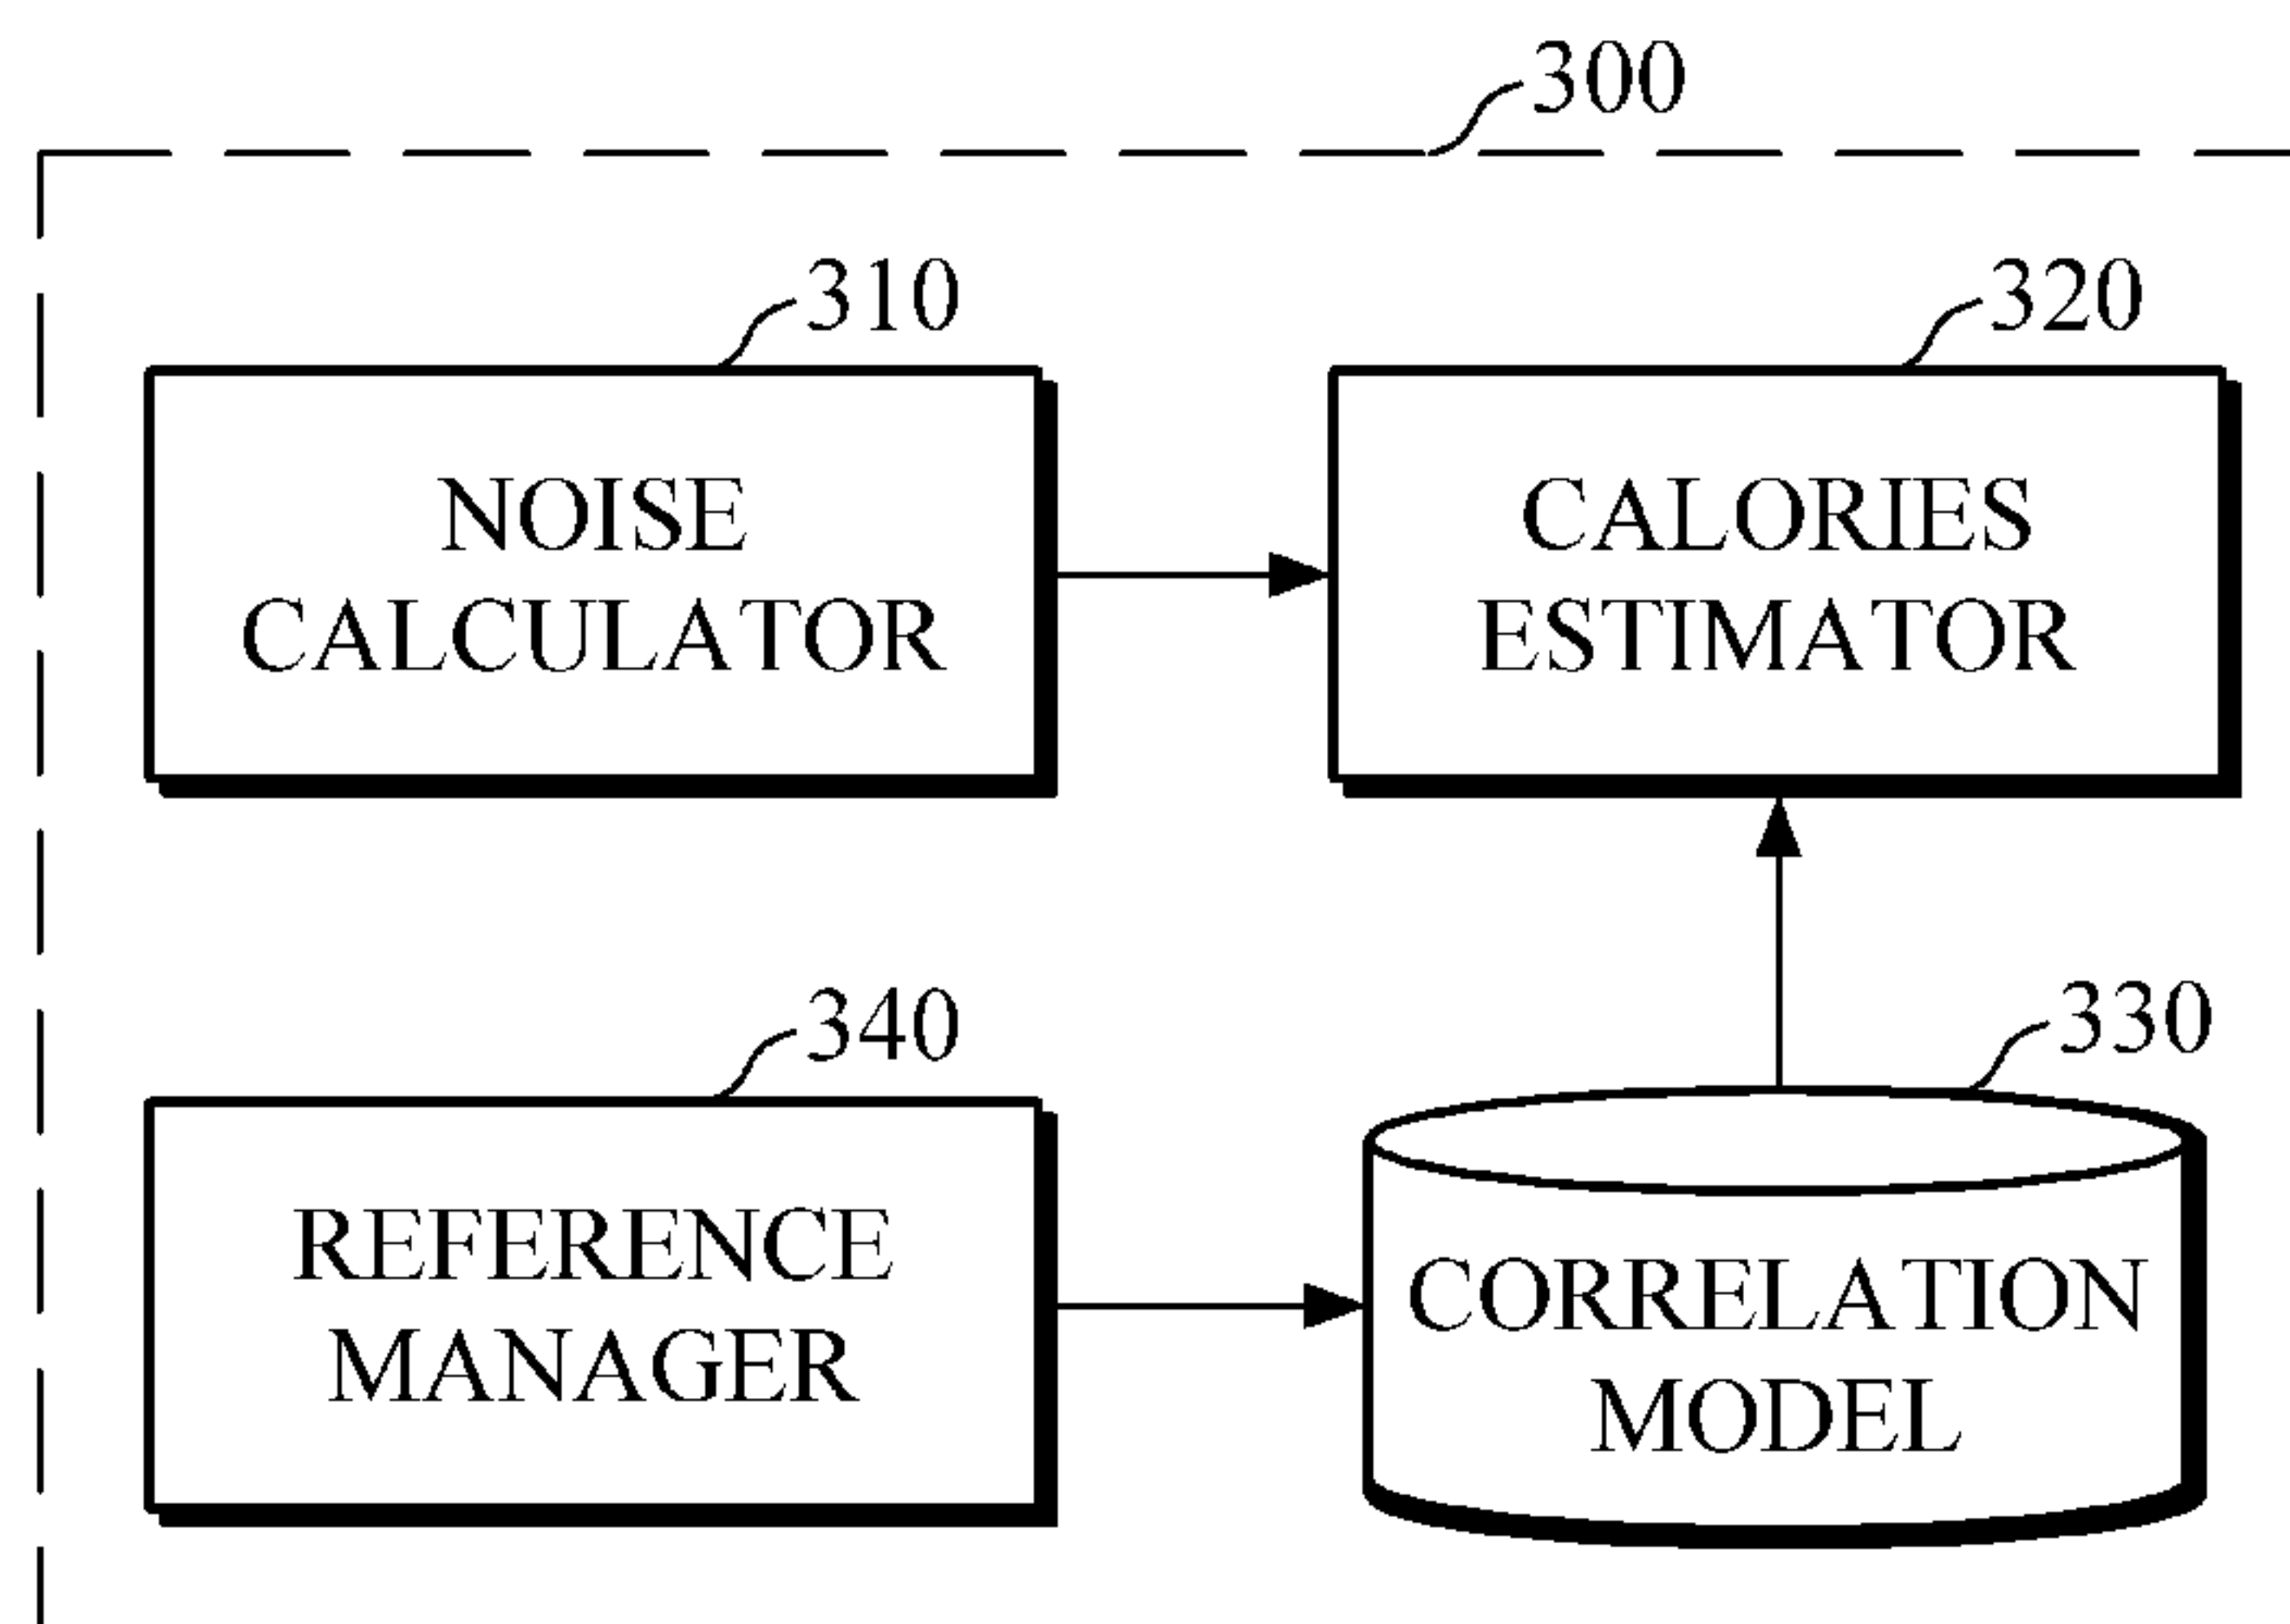 300
310
NOISE
CALCULATOR
320
CALORIES
ESTIMATOR
340
REFERENCE
MANAGER
330
CORRELATION
MODEL